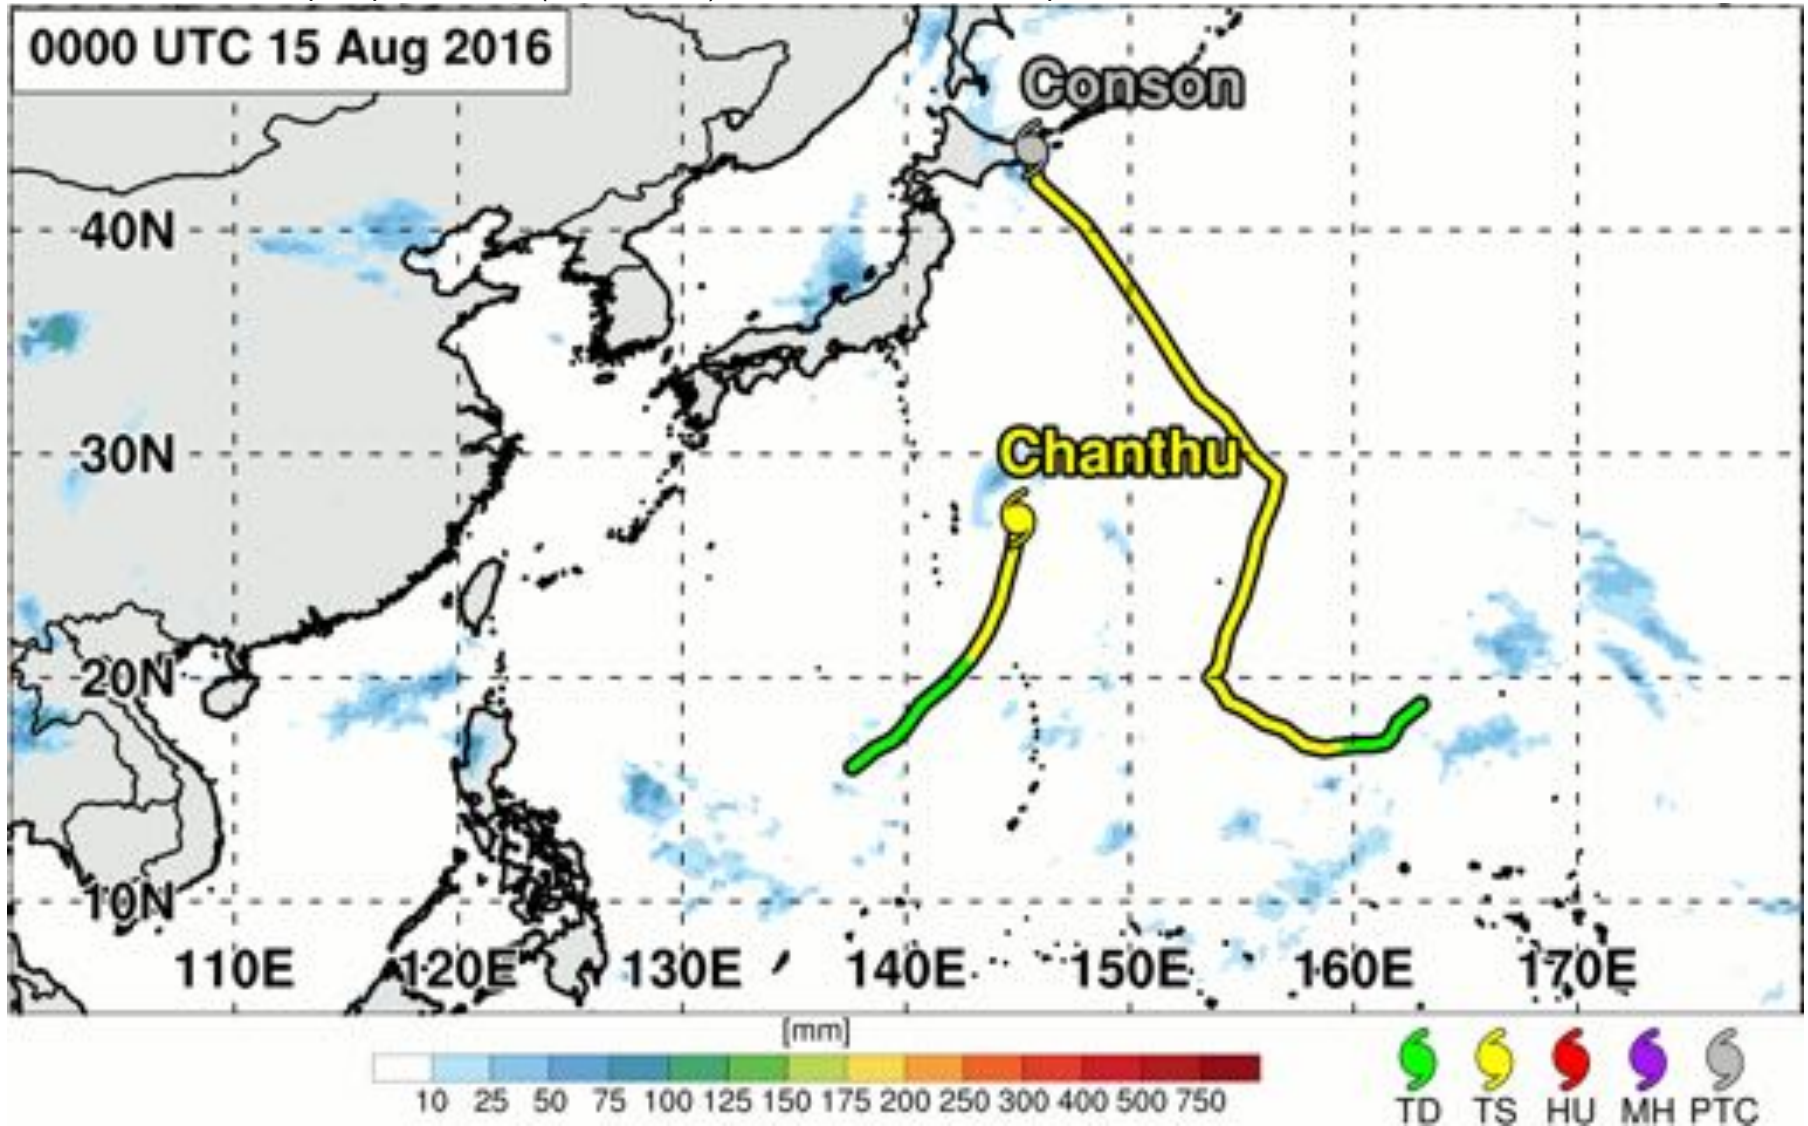 0000 UTC 15 Aug 2016
Conson
40N
30N
Chanthu
20N
10N
110E 120E 130E 140E 150E 160E 170E
[mm]
10 25 50 75 100 125 150 175 200 250 300 400 500 750
TD TS HU MH PTC